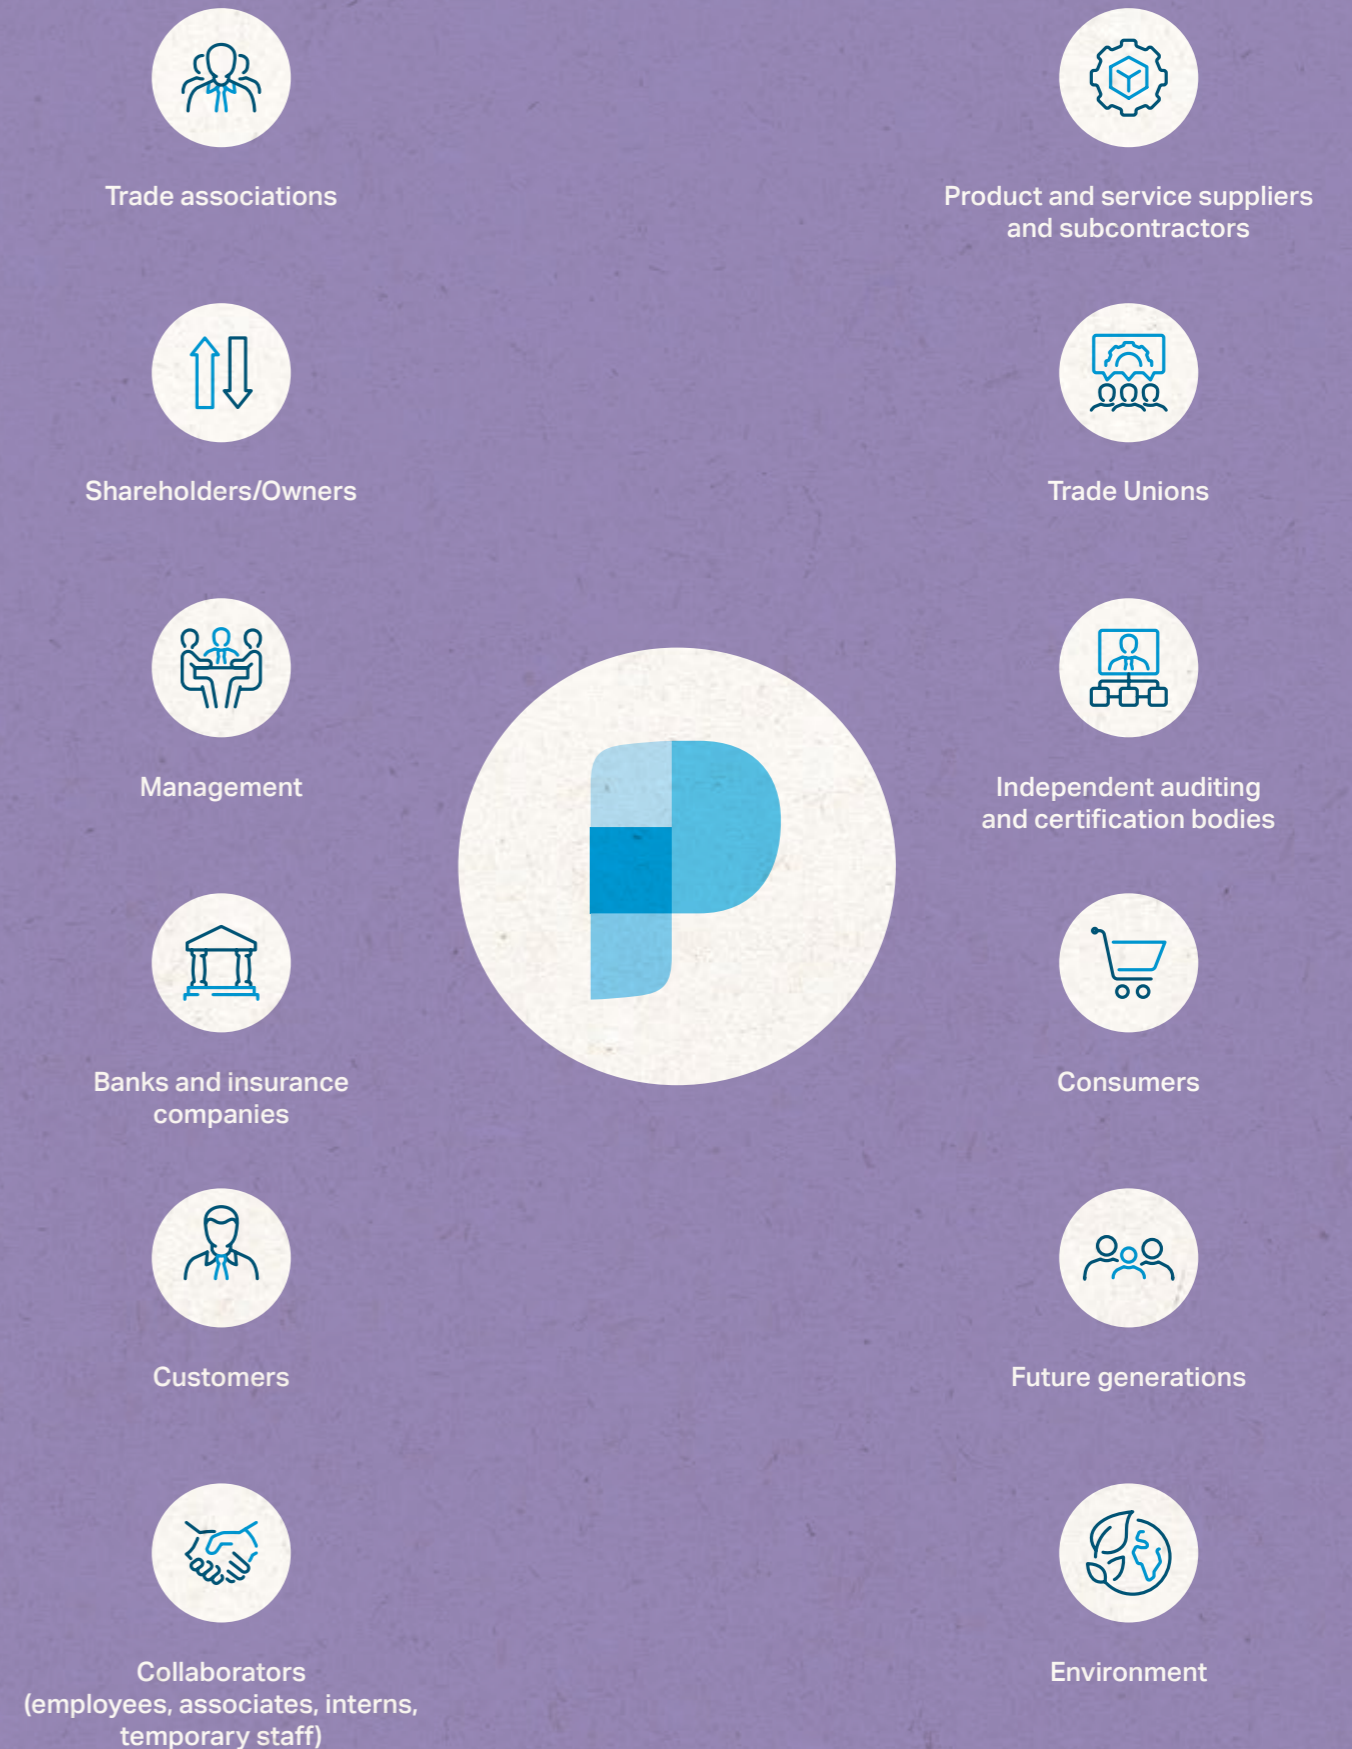 Trade associations
Shareholders/Owners
Management
Banks and insurance
companies
Customers
Collaborators
(employees, associates, interns,
temporary staff)
P
Product and service suppliers
and subcontractors
Trade Unions
Independent auditing
and certification bodies
Consumers
Future generations
Environment